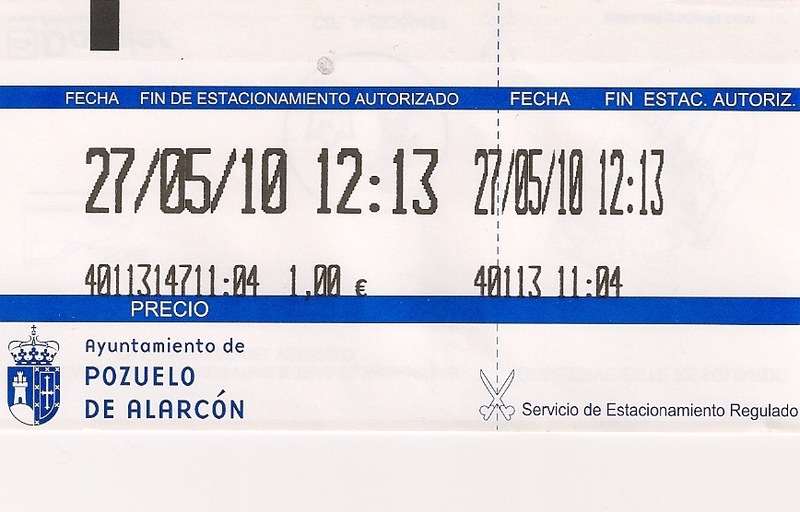 FECHA FIN DE ESTACIONAMIENTO AUTORIZADO
27/05/10 12:13
4011314711:04 1,00 €
PRECIO
Ayuntamiento de
POZUELO
DE ALARCÓN
FECHA FIN ESTAC. AUTORIZ.
27/05/10 12:13
40113 11:04
Servicio de Estacionamiento Regulado